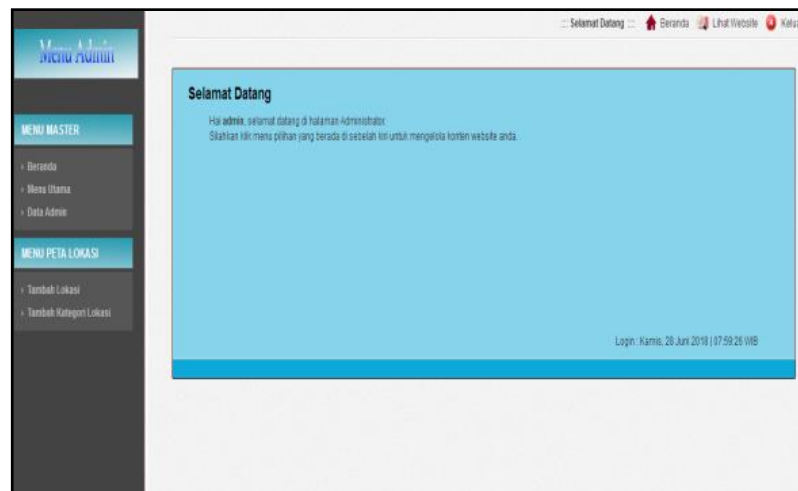 ::: Selamat Datang ::: Beranda Lihat Website
Menu Admin
MENU MASTER
› Beranda
› Menu Utama
› Data Admin
MENU PETA LOKASI
› Tambah Lokasi
› Tambah Kategori Lokasi
Selamat Datang
Hai admin, selamat datang di halaman Administrator.
Silahkan klik menu pilihan yang berada di sebelah kiri untuk mengelola konten website anda.
Login : Kamis, 28 Juni 2018 | 07:59:26 WIB